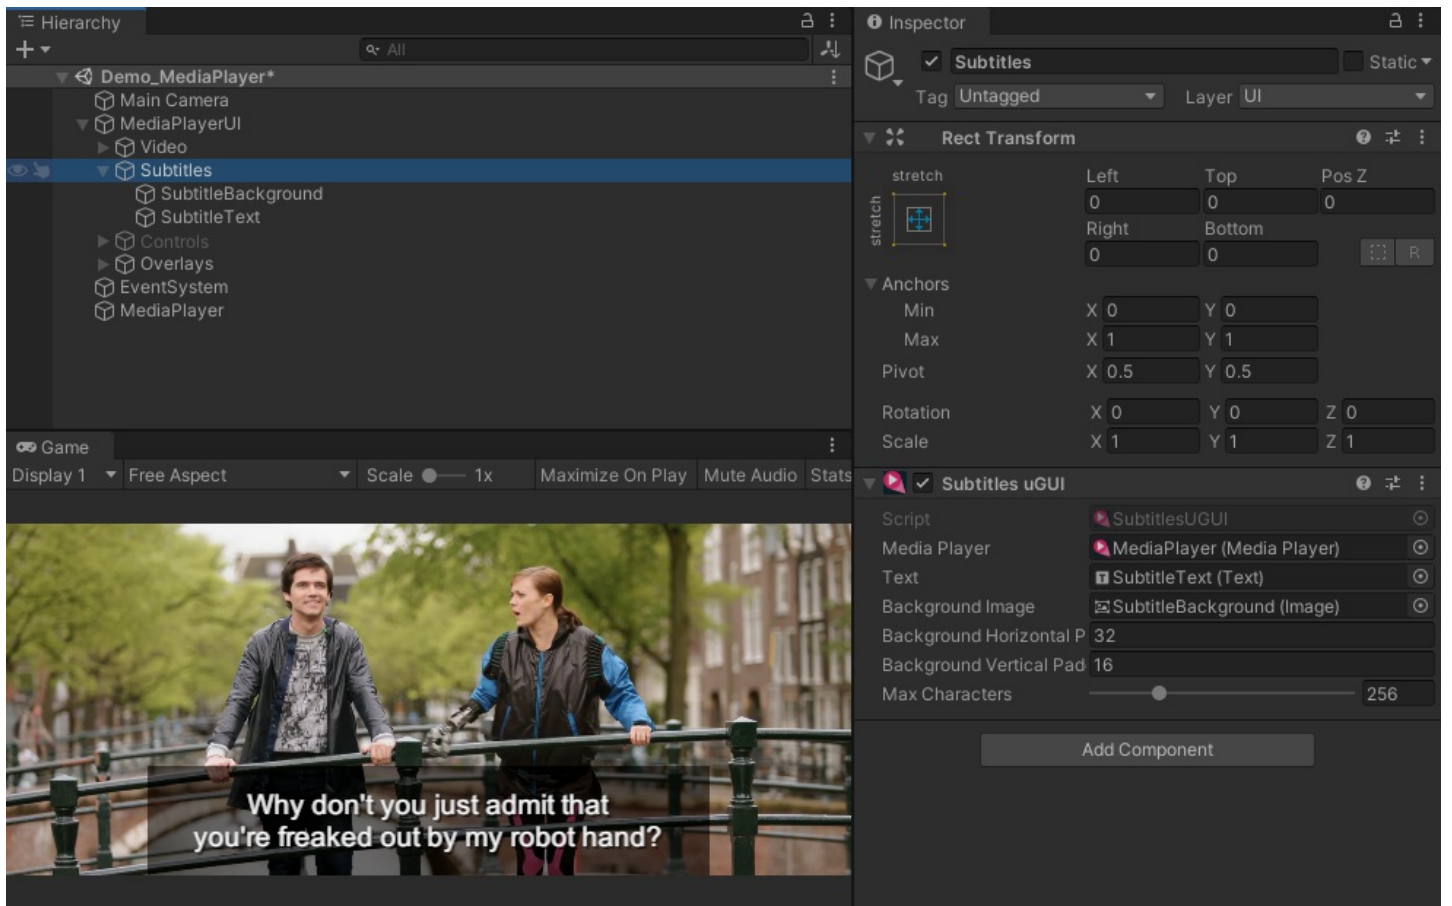 Hierarchy
All
Demo_MediaPlayer*
Main Camera
MediaPlayerUI
Video
Subtitles
SubtitleBackground
SubtitleText
Controls
Overlays
EventSystem
MediaPlayer
Game
Display 1 Free Aspect Scale 1x Maximize On Play Mute Audio Stats
Why don't you just admit that
you're freaked out by my robot hand?
Inspector
Subtitles Static
Tag Untagged Layer UI
Rect Transform
stretch Left Top Pos Z
stretch 0 0 0
Right Bottom
0 0 R
Anchors
Min X 0 Y 0
Max X 1 Y 1
Pivot X 0.5 Y 0.5
Rotation X 0 Y 0 Z 0
Scale X 1 Y 1 Z 1
Subtitles uGUI
Script SubtitlesUGUI
Media Player MediaPlayer (Media Player)
Text SubtitleText (Text)
Background Image SubtitleBackground (Image)
Background Horizontal P 32
Background Vertical Pad 16
Max Characters 256
Add Component